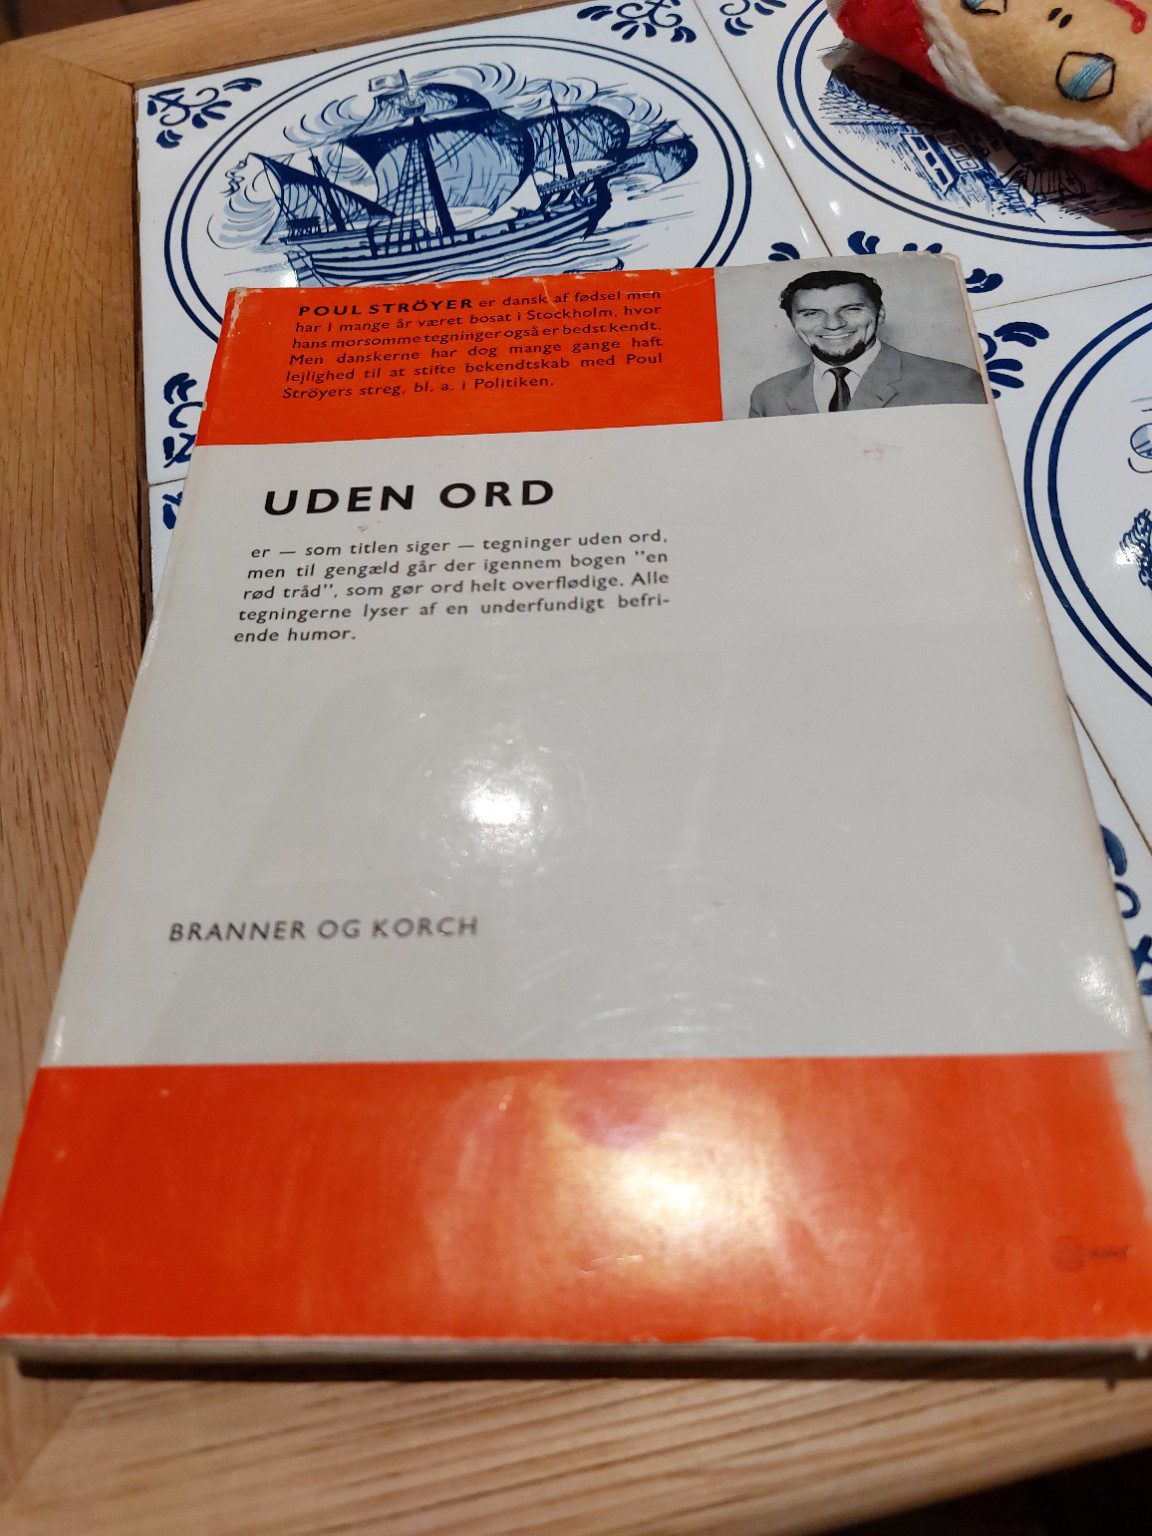 POUL STRÖYER er dansk af fødsel men
har i mange år været bosat i Stockholm, hvor
hans morsomme tegninger også er bedst kendt.
Men danskerne har dog mange gange haft
lejlighed til at stifte bekendtskab med Poul
Ströyers streg, bl. a. i Politiken.
UDEN ORD
er — som titlen siger — tegninger uden ord,
men til gengæld går der igennem bogen "en
rød tråd", som gør ord helt overflødige. Alle
tegningerne lyser af en underfundigt befri-
ende humor.
BRANNER OG KORCH